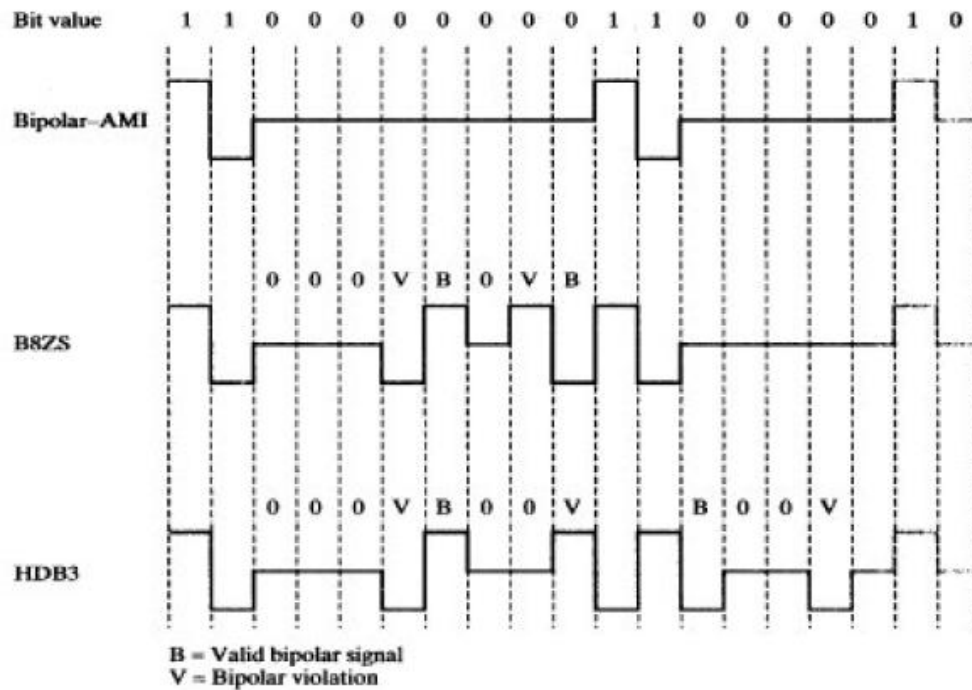 Bit value 1 1 0 0 0 0 0 0 0 0 1 1 0 0 0 0 0 1 0
Bipolar–AMI
0 0 0 V B 0 V B
B8ZS
0 0 0 V B 0 0 V B 0 0 V
HDB3
B = Valid bipolar signal
V = Bipolar violation